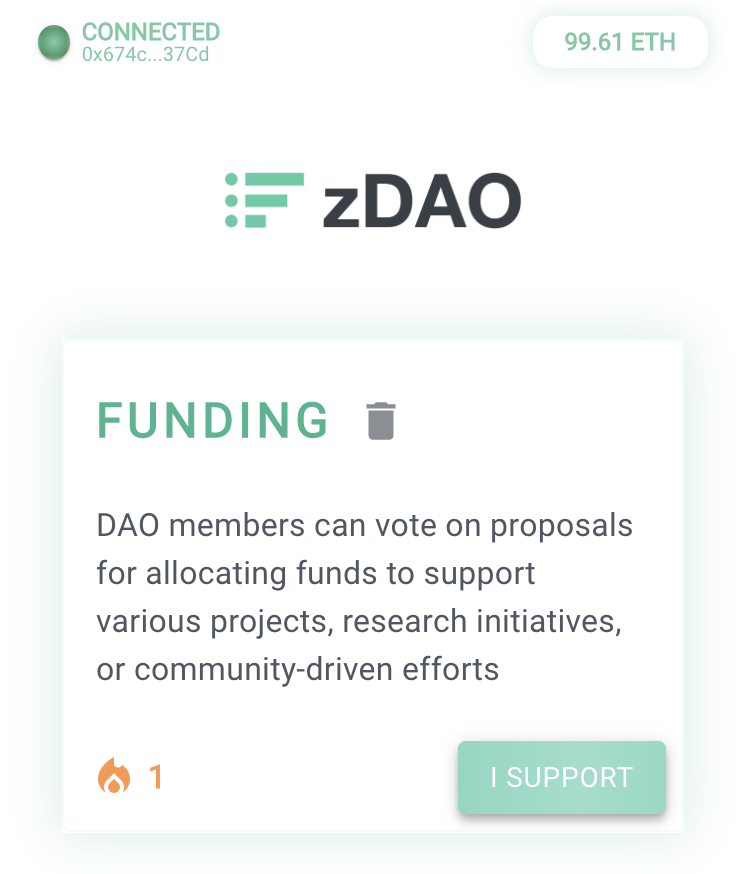 CONNECTED
0x674c...37Cd
99.61 ETH
zDAO
FUNDING
DAO members can vote on proposals
for allocating funds to support
various projects, research initiatives,
or community-driven efforts
1
I SUPPORT